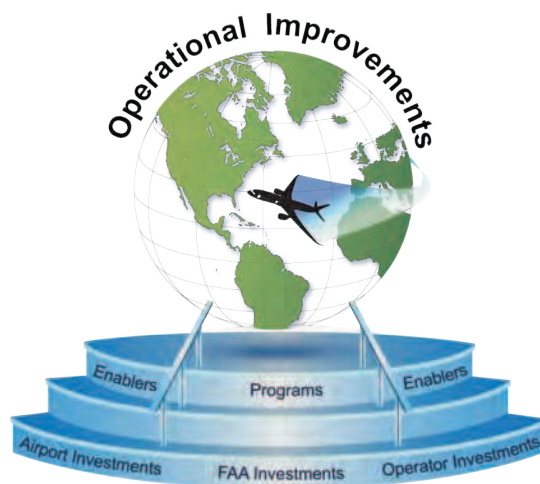 Operational Improvements
Enablers Programs Enablers
Airport Investments FAA Investments Operator Investments